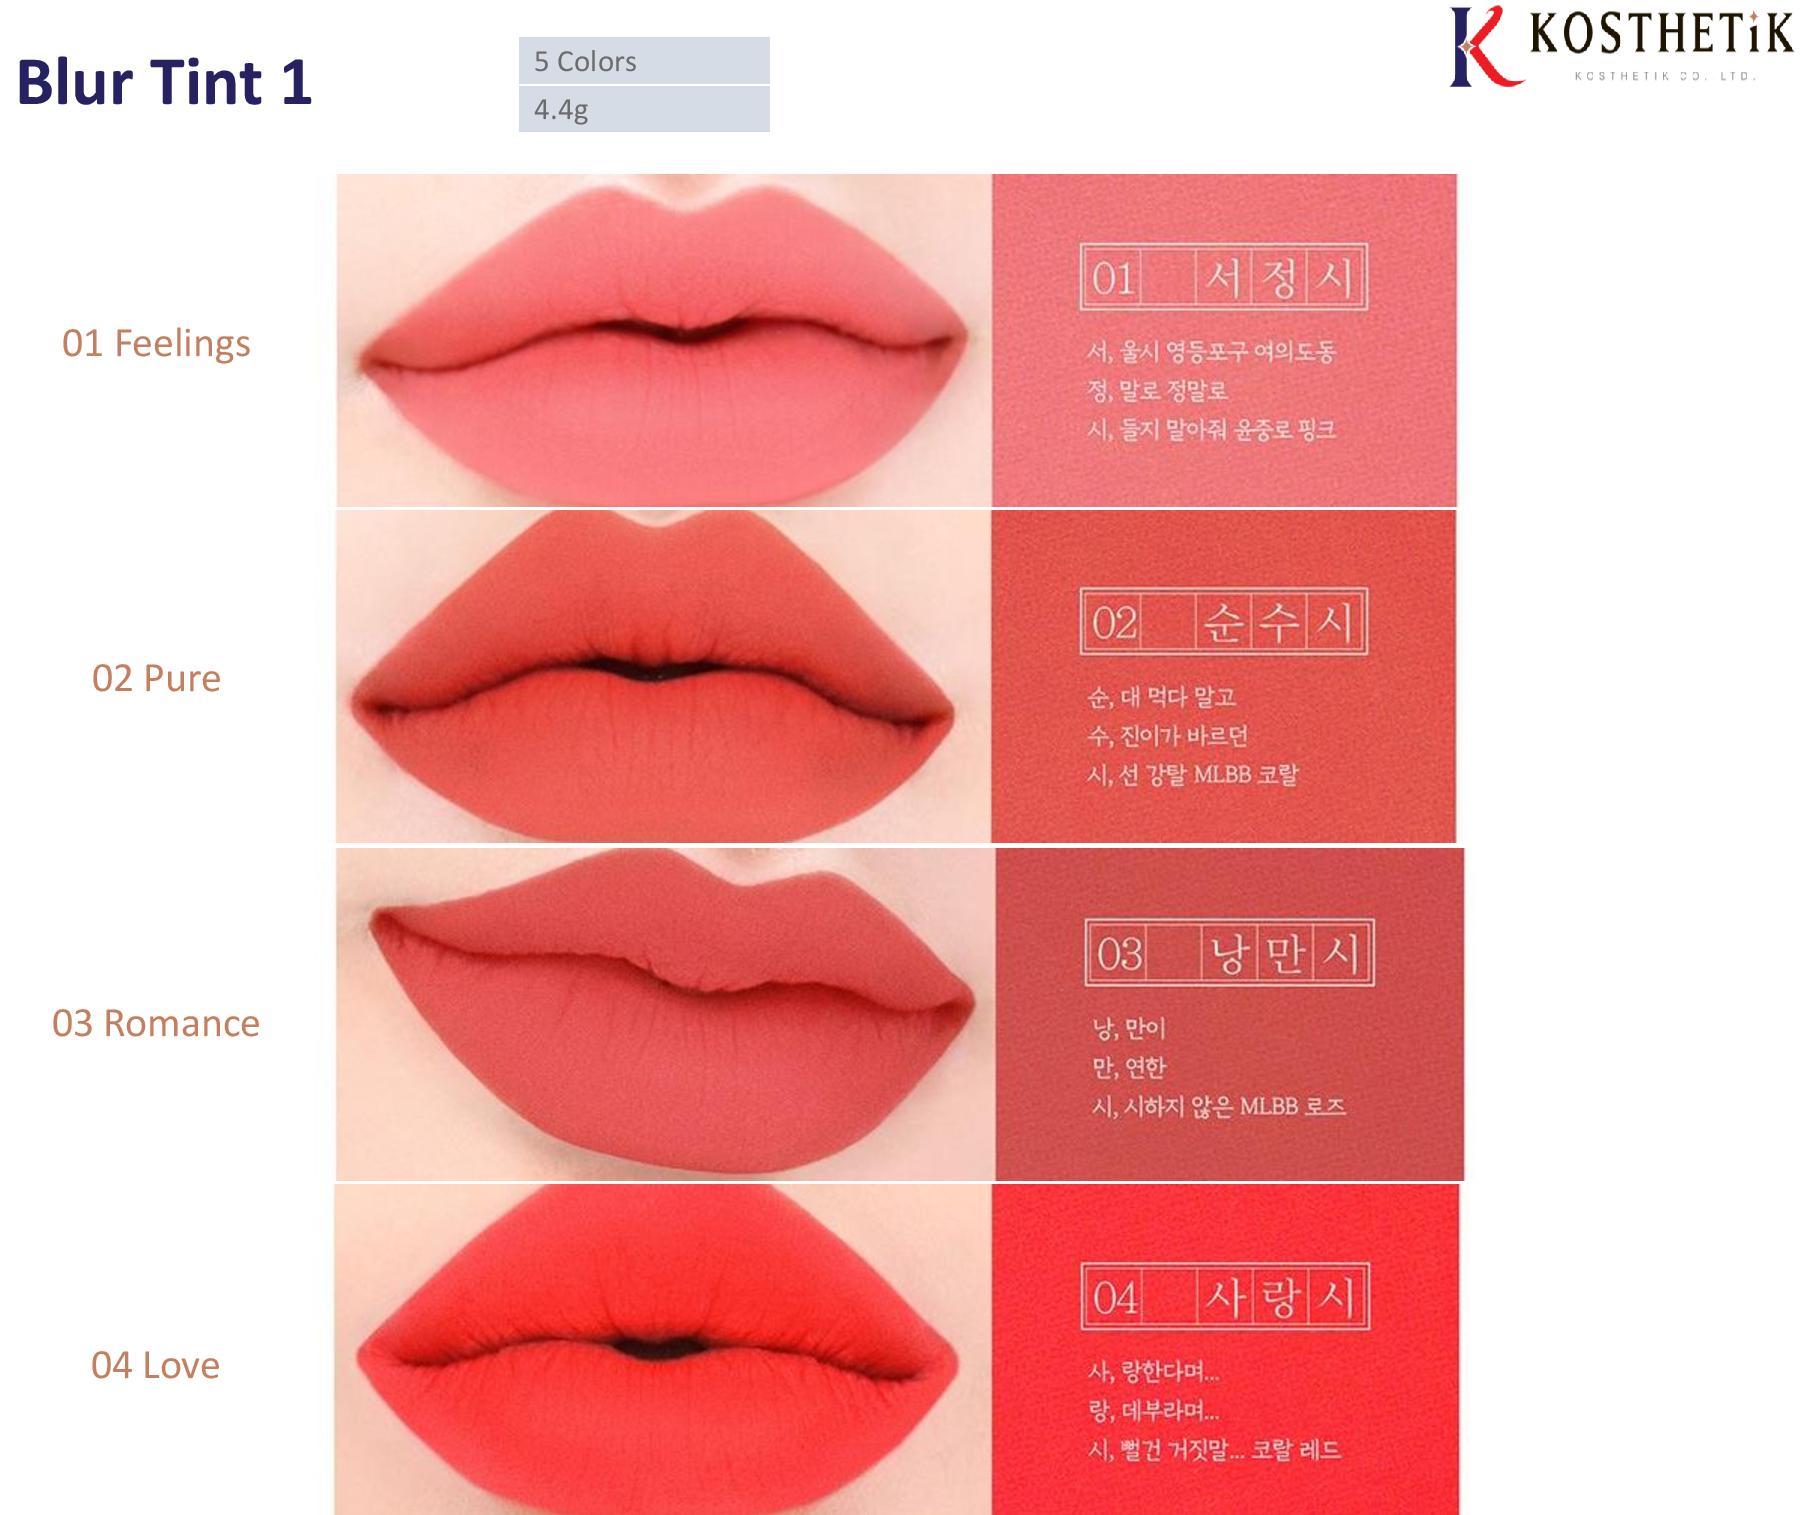 Blur Tint 1
5 Colors
4.4g
KOSTHETiK
KOSTHETIK CO. LTD.
01 Feelings
01 서정시
서, 울시 영등포구 여의도동
정, 말로 정말로
시, 들지 말아줘 윤중로 핑크
02 Pure
02 순수시
순, 대 먹다 말고
수, 진이가 바르던
시, 선 강탈 MLBB 코랄
03 Romance
03 낭만시
낭, 만이
만, 연한
시, 시하지 않은 MLBB 로즈
04 Love
04 사랑시
사, 랑한다며...
랑, 데부라며...
시, 뻘건 거짓말... 코랄 레드